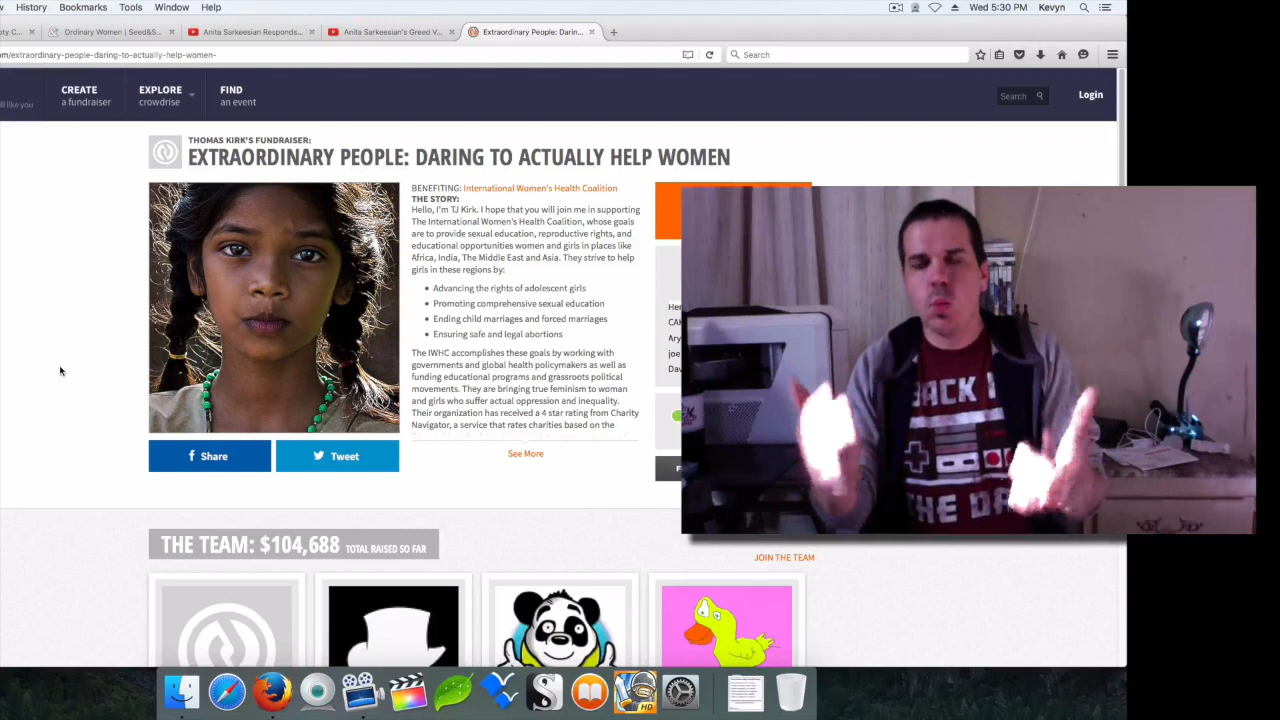 History Bookmarks Tools Window Help
Wed 5:30 PM Kevyn
Ordinary Women | Seed&S...
Anita Sarkeesian Responds...
Anita Sarkeesian's Greed V...
Extraordinary People: Darin...
om/extraordinary-people-daring-to-actually-help-women-
Search
CREATE
a fundraiser
EXPLORE
crowdrise
FIND
an event
ill like you
Search
Login
THOMAS KIRK'S FUNDRAISER:
EXTRAORDINARY PEOPLE: DARING TO ACTUALLY HELP WOMEN
BENEFITING: International Women's Health Coalition
THE STORY:
Hello, I'm TJ Kirk. I hope that you will join me in supporting
The International Women's Health Coalition, whose goals
are to provide sexual education, reproductive rights, and
educational opportunities women and girls in places like
Africa, India, The Middle East and Asia. They strive to help
girls in these regions by:
Advancing the rights of adolescent girls
Promoting comprehensive sexual education
Ending child marriages and forced marriages
Ensuring safe and legal abortions
The IWHC accomplishes these goals by working with
governments and global health policymakers as well as
funding educational programs and grassroots political
movements. They are bringing true feminism to woman
and girls who suffer actual oppression and inequality.
Their organization has received a 4 star rating from Charity
Navigator, a service that rates charities based on the
See More
Share
Tweet
BACK I
THE DA
THE TEAM: $104,688 TOTAL RAISED SO FAR
JOIN THE TEAM
HD